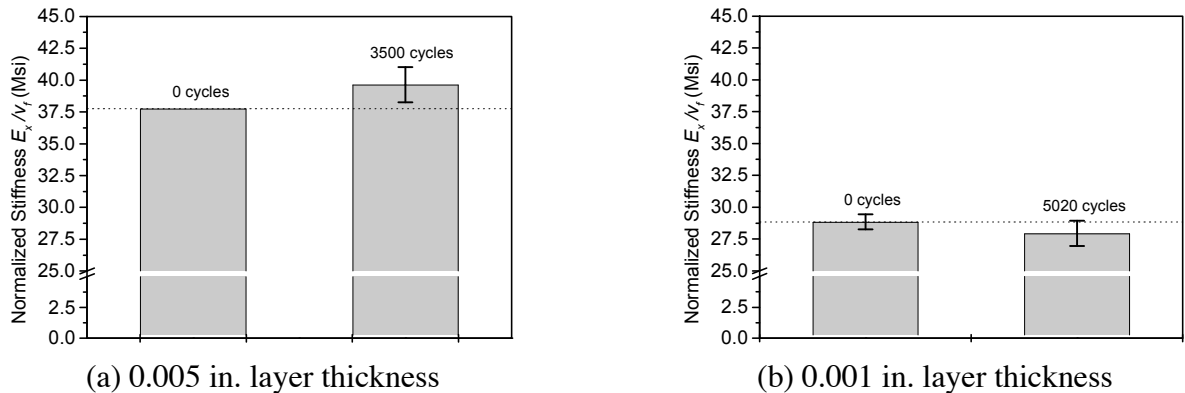 Normalized Stiffness E_x/v_f (Msi)
45.0
42.5
40.0
37.5
35.0
32.5
30.0
27.5
25.0
2.5
0.0
0 cycles
3500 cycles
(a) 0.005 in. layer thickness
Normalized Stiffness E_x/v_f (Msi)
45.0
42.5
40.0
37.5
35.0
32.5
30.0
27.5
25.0
2.5
0.0
0 cycles
5020 cycles
(b) 0.001 in. layer thickness